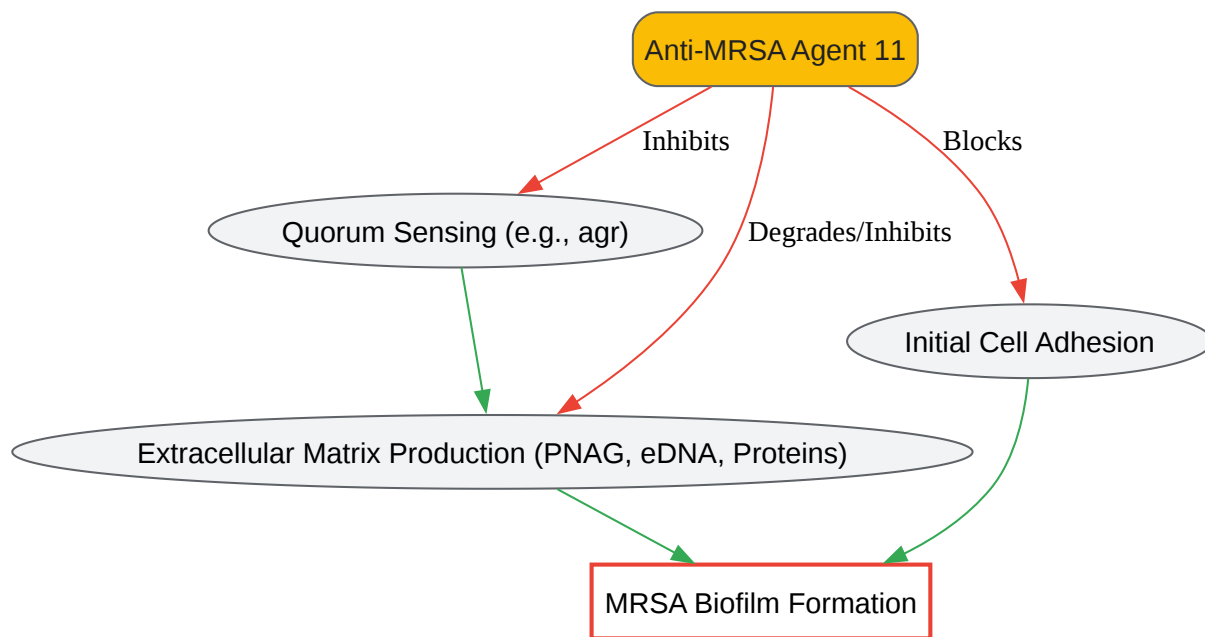 Anti-MRSA Agent 11
Inhibits
Blocks
Quorum Sensing (e.g., agr)
Degrades/Inhibits
Initial Cell Adhesion
Extracellular Matrix Production (PNAG, eDNA, Proteins)
MRSA Biofilm Formation